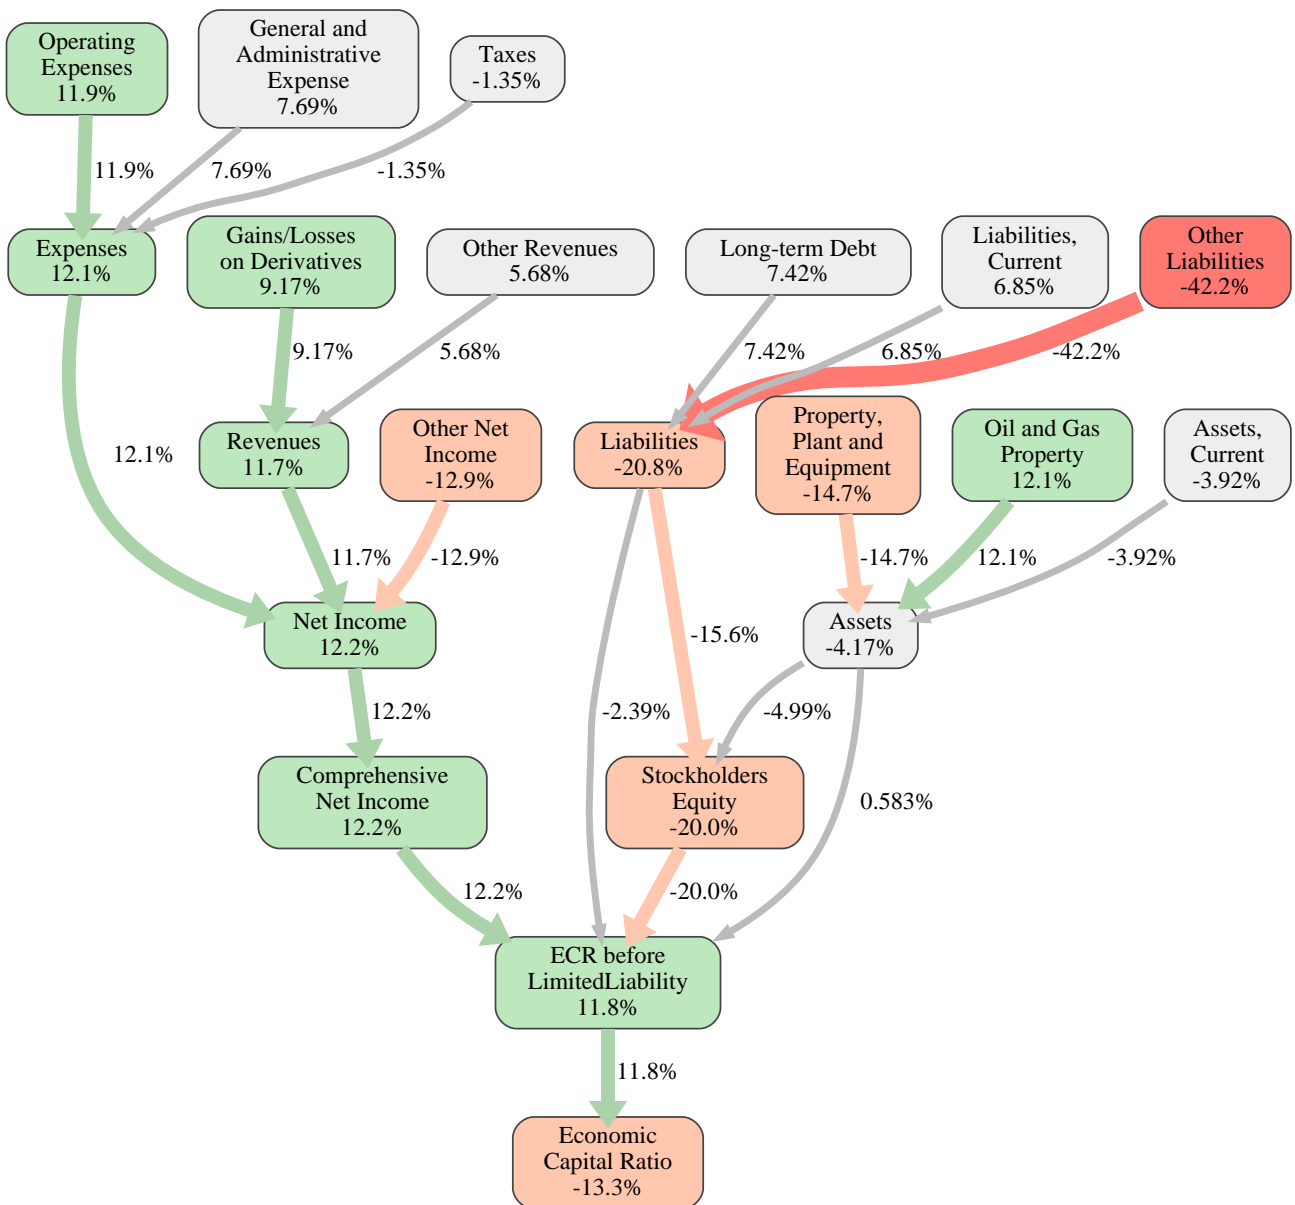 Operating
Expenses
11.9%
General and
Administrative
Expense
7.69%
Taxes
-1.35%
11.9%
7.69%
-1.35%
Expenses
12.1%
Gains/Losses
on Derivatives
9.17%
Other Revenues
5.68%
Long-term Debt
7.42%
Liabilities,
Current
6.85%
Other
Liabilities
-42.2%
9.17%
5.68%
7.42%
6.85%
-42.2%
12.1%
Revenues
11.7%
Other Net
Income
-12.9%
Liabilities
-20.8%
Property,
Plant and
Equipment
-14.7%
Oil and Gas
Property
12.1%
Assets,
Current
-3.92%
11.7%
-12.9%
-14.7%
12.1%
-3.92%
Net Income
12.2%
-15.6%
Assets
-4.17%
12.2%
-2.39%
-4.99%
Comprehensive
Net Income
12.2%
Stockholders
Equity
-20.0%
0.583%
12.2%
-20.0%
ECR before
LimitedLiability
11.8%
11.8%
Economic
Capital Ratio
-13.3%